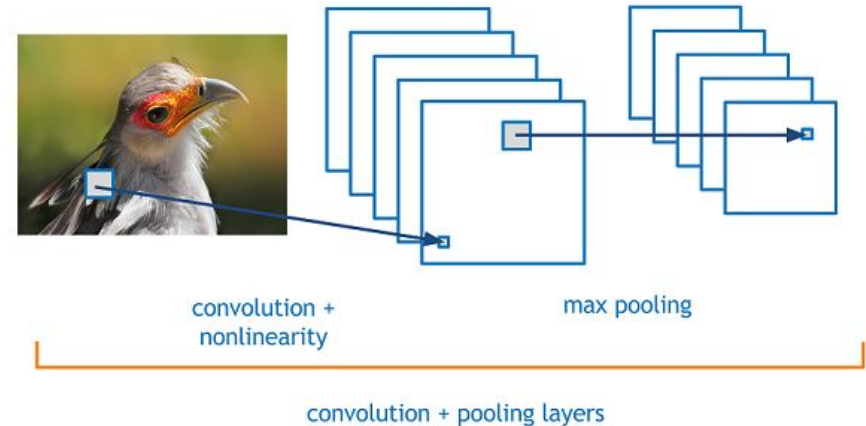 convolution +
nonlinearity
max pooling
convolution + pooling layers